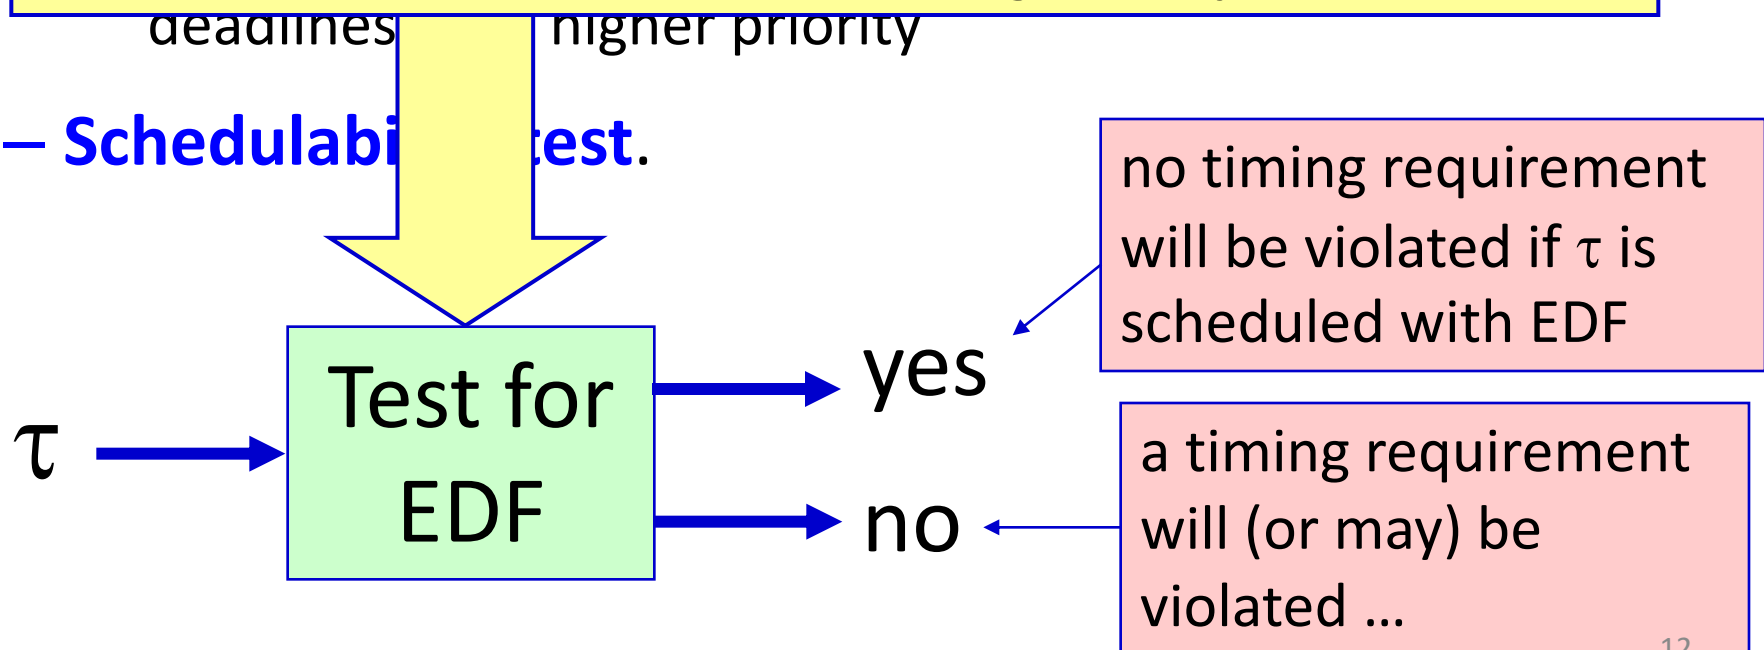 deadlines higher priority
– Schedulabi test.
no timing requirement
will be violated if τ is
scheduled with EDF
yes
Test for
EDF
τ
no
a timing requirement
will (or may) be
violated ...
12